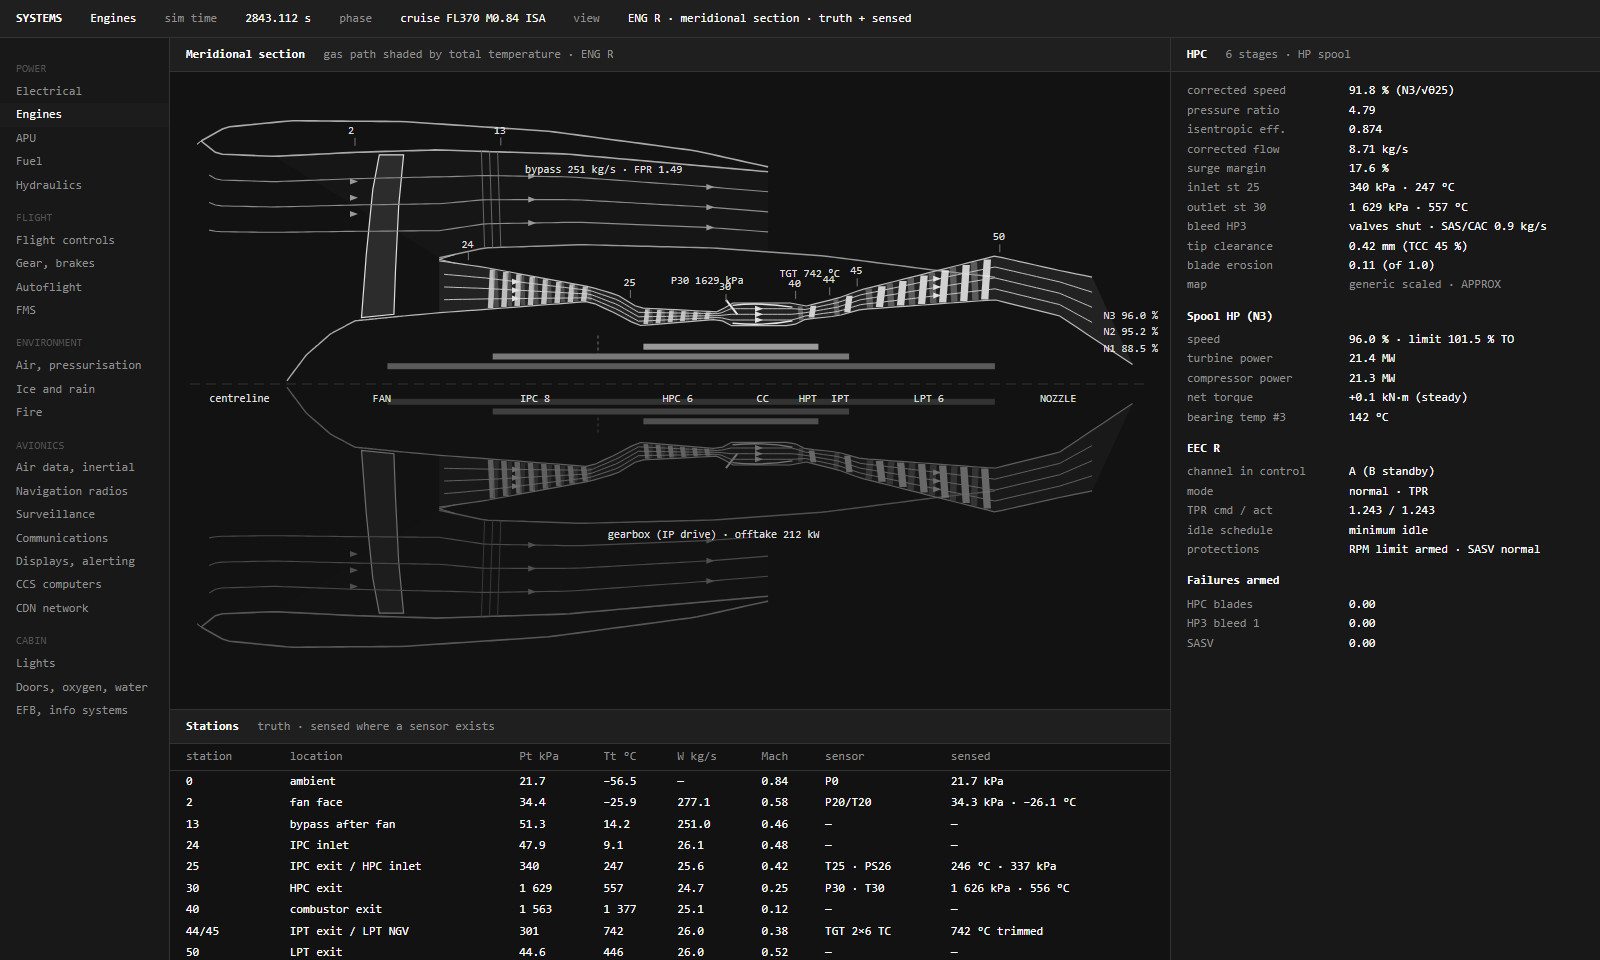 SYSTEMS Engines sim time 2843.112 s phase cruise FL370 M0.84 ISA view ENG R · meridional section · truth + sensed
POWER
Electrical
Engines
APU
Fuel
Hydraulics
FLIGHT
Flight controls
Gear, brakes
Autoflight
FMS
ENVIRONMENT
Air, pressurisation
Ice and rain
Fire
AVIONICS
Air data, inertial
Navigation radios
Surveillance
Communications
Displays, alerting
CCS computers
CDN network
CABIN
Lights
Doors, oxygen, water
EFB, info systems
Meridional section gas path shaded by total temperature · ENG R
2 13
bypass 251 kg/s · FPR 1.49
24 50
25 P30 1629 kPa 30 TGT 742 °C 40 44 45
N3 96.0 %
N2 95.2 %
N1 88.5 %
centreline FAN IPC 8 HPC 6 CC HPT IPT LPT 6 NOZZLE
gearbox (IP drive) · offtake 212 kW
Stations truth · sensed where a sensor exists
station location Pt kPa Tt °C W kg/s Mach sensor sensed
0 ambient 21.7 −56.5 — 0.84 P0 21.7 kPa
2 fan face 34.4 −25.9 277.1 0.58 P20/T20 34.3 kPa · −26.1 °C
13 bypass after fan 51.3 14.2 251.0 0.46 — —
24 IPC inlet 47.9 9.1 26.1 0.48 — —
25 IPC exit / HPC inlet 340 247 25.6 0.42 T25 · PS26 246 °C · 337 kPa
30 HPC exit 1 629 557 24.7 0.25 P30 · T30 1 626 kPa · 556 °C
40 combustor exit 1 563 1 377 25.1 0.12 — —
44/45 IPT exit / LPT NGV 301 742 26.0 0.38 TGT 2×6 TC 742 °C trimmed
50 LPT exit 44.6 446 26.0 0.52 — —
HPC 6 stages · HP spool
corrected speed 91.8 % (N3/√θ25)
pressure ratio 4.79
isentropic eff. 0.874
corrected flow 8.71 kg/s
surge margin 17.6 %
inlet st 25 340 kPa · 247 °C
outlet st 30 1 629 kPa · 557 °C
bleed HP3 valves shut · SAS/CAC 0.9 kg/s
tip clearance 0.42 mm (TCC 45 %)
blade erosion 0.11 (of 1.0)
map generic scaled · APPROX
Spool HP (N3)
speed 96.0 % · limit 101.5 % TO
turbine power 21.4 MW
compressor power 21.3 MW
net torque +0.1 kN·m (steady)
bearing temp #3 142 °C
EEC R
channel in control A (B standby)
mode normal · TPR
TPR cmd / act 1.243 / 1.243
idle schedule minimum idle
protections RPM limit armed · SASV normal
Failures armed
HPC blades 0.00
HP3 bleed 1 0.00
SASV 0.00